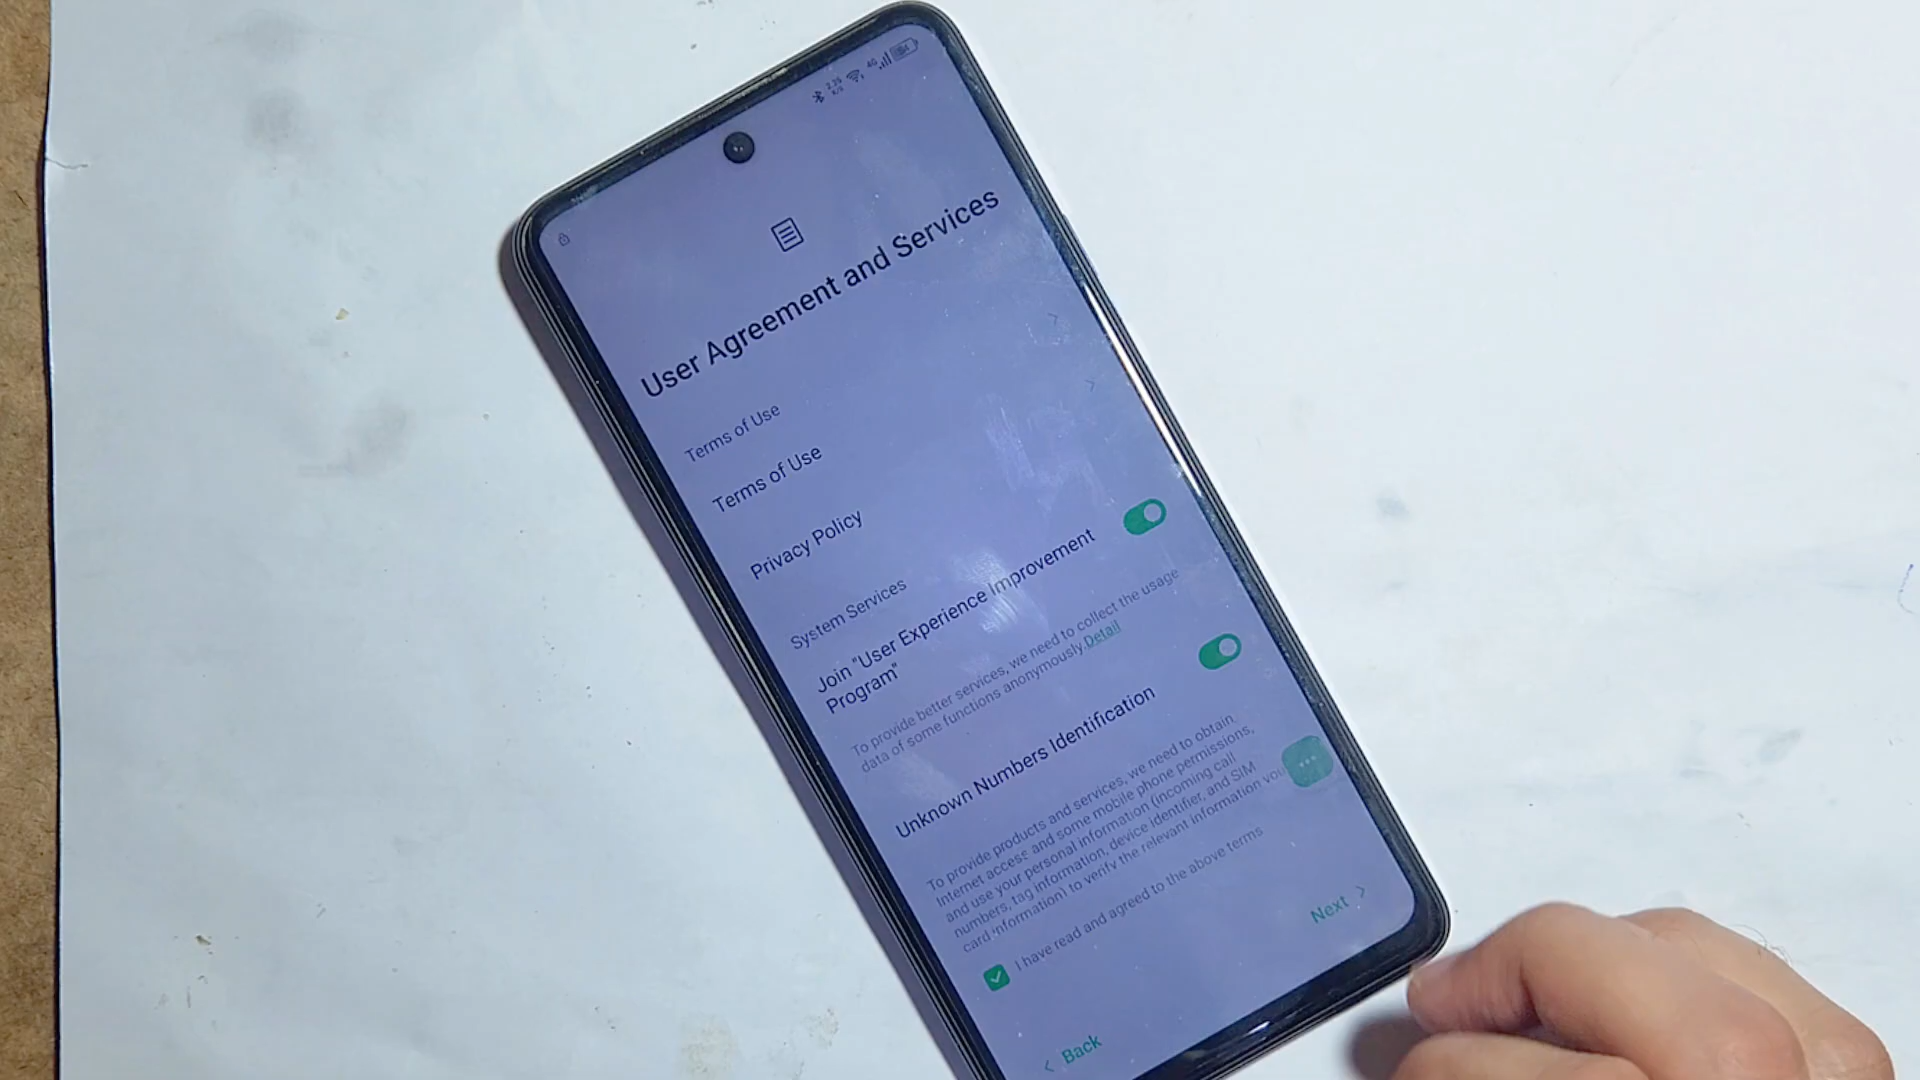 2.25
K/S
4G
User Agreement and Services
Terms of Use
Terms of Use
Privacy Policy
System Services
Join "User Experience Improvement
Program"
To provide better services, we need to collect the usage
data of some functions anonymously.Detail
Unknown Numbers Identification
To provide products and services, we need to obtain
Internet access and some mobile phone permissions,
and use your personal information (incoming call
numbers, tag information, device identifier, and SIM
card information) to verify the relevant information you
I have read and agreed to the above terms
Next
Back